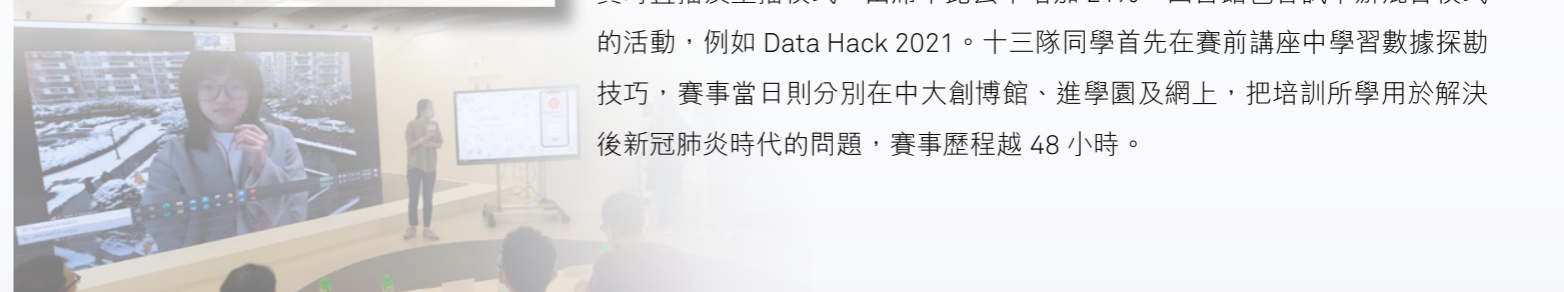 的活動，例如 Data Hack 2021。十三隊同學首先在賽前講座中學習數據探勘
技巧，賽事當日則分別在中大創博館、進學園及網上，把培訓所學用於解決
後新冠肺炎時代的問題，賽事歷程越 48 小時。